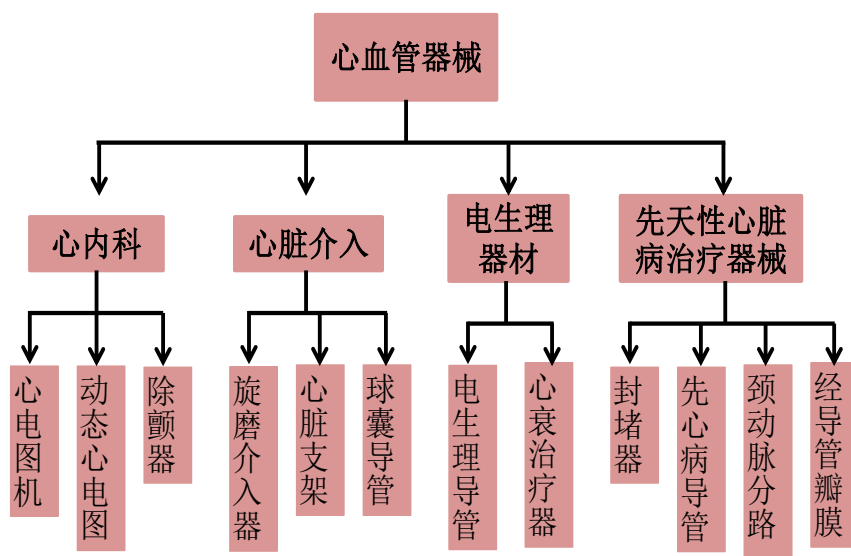 心血管器械
心内科
心脏介入
电生理
器材
先天性心脏
病治疗器械
心电图机
动态心电图
除颤器
旋磨介入器
心脏支架
球囊导管
电生理导管
心衰治疗器
封堵器
先心病导管
颈动脉分路
经导管瓣膜